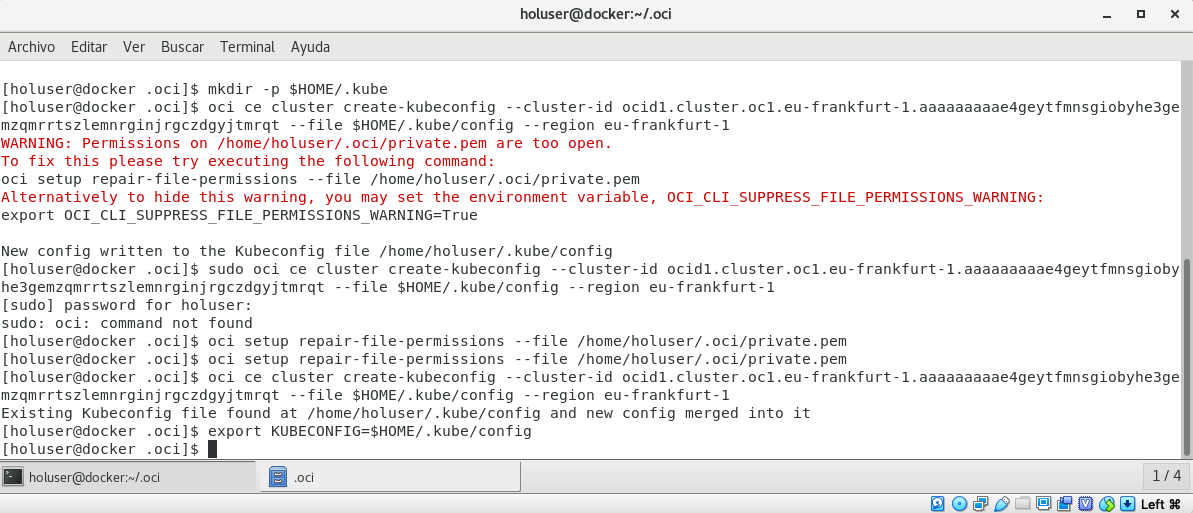 holuser@docker:~/.oci
Archivo Editar Ver Buscar Terminal Ayuda
[holuser@docker .oci]$ mkdir -p $HOME/.kube
[holuser@docker .oci]$ oci ce cluster create-kubeconfig --cluster-id ocid1.cluster.oc1.eu-frankfurt-1.aaaaaaaaae4geytfmnsgiobyhe3ge
mzqmrrtszlemnrginjrgczdgyjtmrqt --file $HOME/.kube/config --region eu-frankfurt-1
WARNING: Permissions on /home/holuser/.oci/private.pem are too open.
To fix this please try executing the following command:
oci setup repair-file-permissions --file /home/holuser/.oci/private.pem
Alternatively to hide this warning, you may set the environment variable, OCI_CLI_SUPPRESS_FILE_PERMISSIONS_WARNING:
export OCI_CLI_SUPPRESS_FILE_PERMISSIONS_WARNING=True
New config written to the Kubeconfig file /home/holuser/.kube/config
[holuser@docker .oci]$ sudo oci ce cluster create-kubeconfig --cluster-id ocid1.cluster.oc1.eu-frankfurt-1.aaaaaaaaae4geytfmnsgioby
he3gemzqmrrtszlemnrginjrgczdgyjtmrqt --file $HOME/.kube/config --region eu-frankfurt-1
[sudo] password for holuser:
sudo: oci: command not found
[holuser@docker .oci]$ oci setup repair-file-permissions --file /home/holuser/.oci/private.pem
[holuser@docker .oci]$ oci setup repair-file-permissions --file /home/holuser/.oci/private.pem
[holuser@docker .oci]$ oci ce cluster create-kubeconfig --cluster-id ocid1.cluster.oc1.eu-frankfurt-1.aaaaaaaaae4geytfmnsgiobyhe3ge
mzqmrrtszlemnrginjrgczdgyjtmrqt --file $HOME/.kube/config --region eu-frankfurt-1
Existing Kubeconfig file found at /home/holuser/.kube/config and new config merged into it
[holuser@docker .oci]$ export KUBECONFIG=$HOME/.kube/config
[holuser@docker .oci]$
holuser@docker:~/.oci .oci 1 / 4
Left ⌘